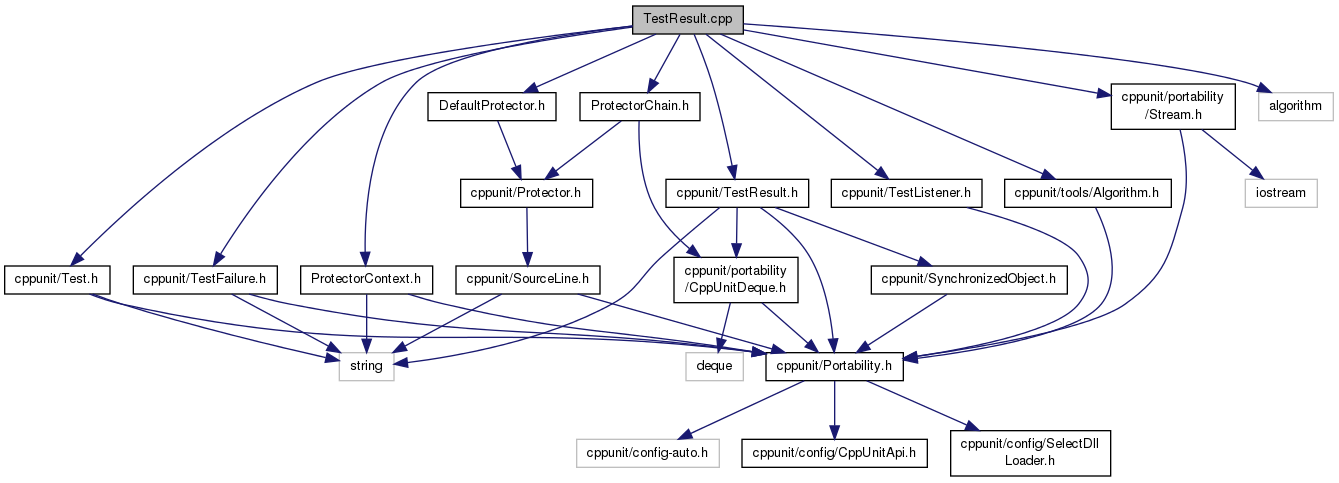 TestResult.cpp
DefaultProtector.h
ProtectorChain.h
cppunit/portability
/Stream.h
algorithm
cppunit/Protector.h
cppunit/TestResult.h
cppunit/TestListener.h
cppunit/tools/Algorithm.h
iostream
cppunit/Test.h
cppunit/TestFailure.h
ProtectorContext.h
cppunit/SourceLine.h
cppunit/portability
/CppUnitDeque.h
cppunit/SynchronizedObject.h
string
deque
cppunit/Portability.h
cppunit/config-auto.h
cppunit/config/CppUnitApi.h
cppunit/config/SelectDll
Loader.h